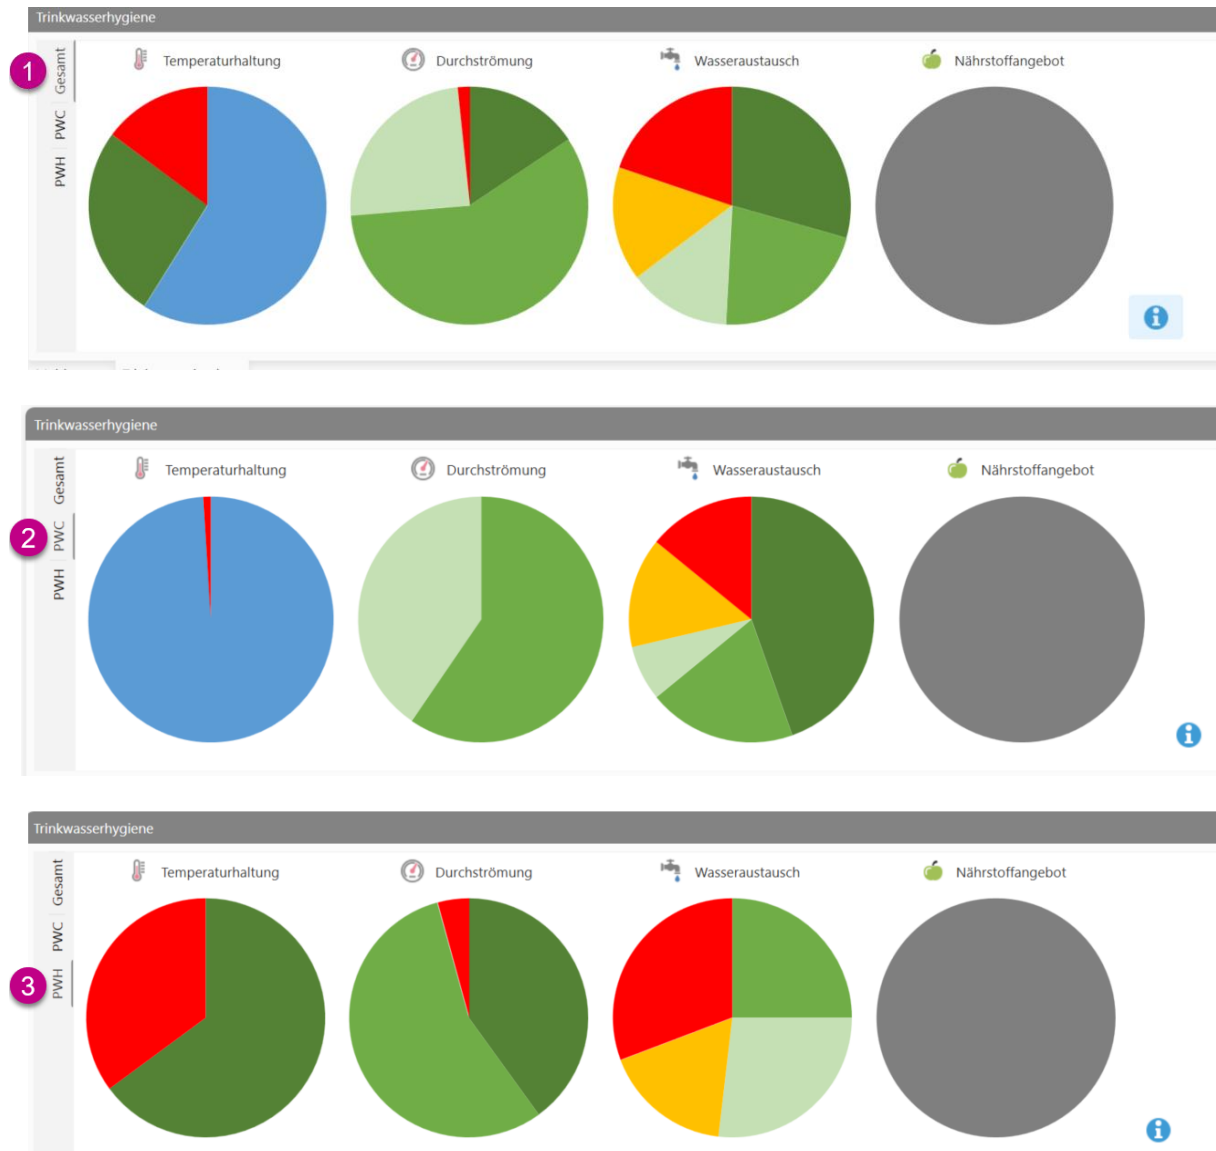 Trinkwasserhygiene
1
Gesamt
PWC
PWH
Temperaturhaltung
Durchströmung
Wasseraustausch
Nährstoffangebot
Trinkwasserhygiene
2
Gesamt
PWC
PWH
Temperaturhaltung
Durchströmung
Wasseraustausch
Nährstoffangebot
Trinkwasserhygiene
3
Gesamt
PWC
PWH
Temperaturhaltung
Durchströmung
Wasseraustausch
Nährstoffangebot